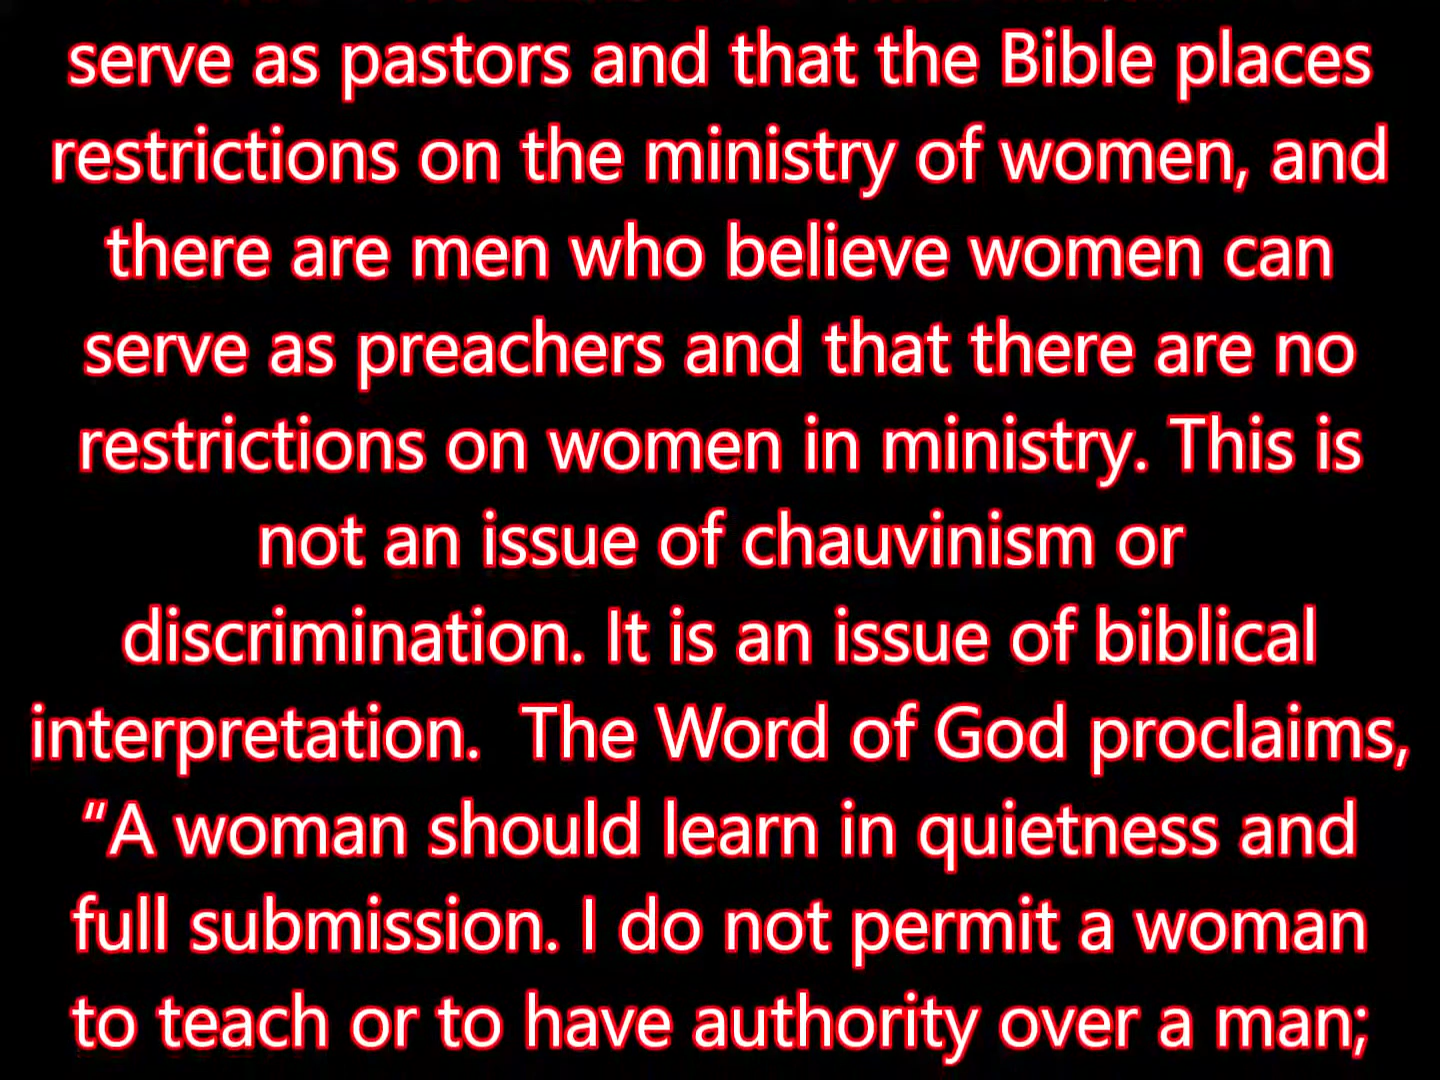 serve as pastors and that the Bible places
restrictions on the ministry of women, and
there are men who believe women can
serve as preachers and that there are no
restrictions on women in ministry. This is
not an issue of chauvinism or
discrimination. It is an issue of biblical
interpretation.  The Word of God proclaims,
“A woman should learn in quietness and
full submission. I do not permit a woman
to teach or to have authority over a man;